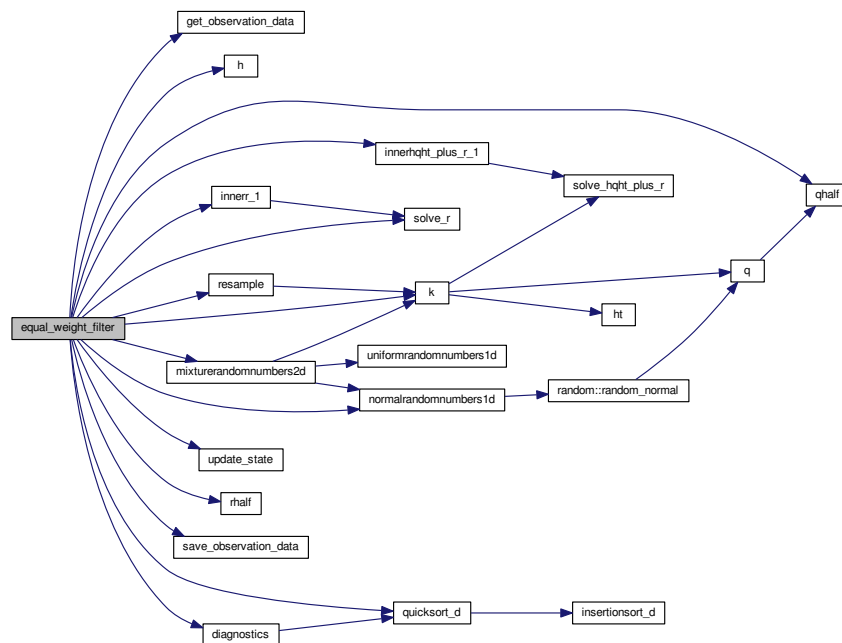 get_observation_data
h
innerhqht_plus_r_1
solve_hqht_plus_r
qhalf
innerr_1
solve_r
q
resample
k
ht
equal_weight_filter
uniformrandomnumbers1d
mixturerandomnumbers2d
random::random_normal
normalrandomnumbers1d
update_state
rhalf
save_observation_data
quicksort_d
insertionsort_d
diagnostics